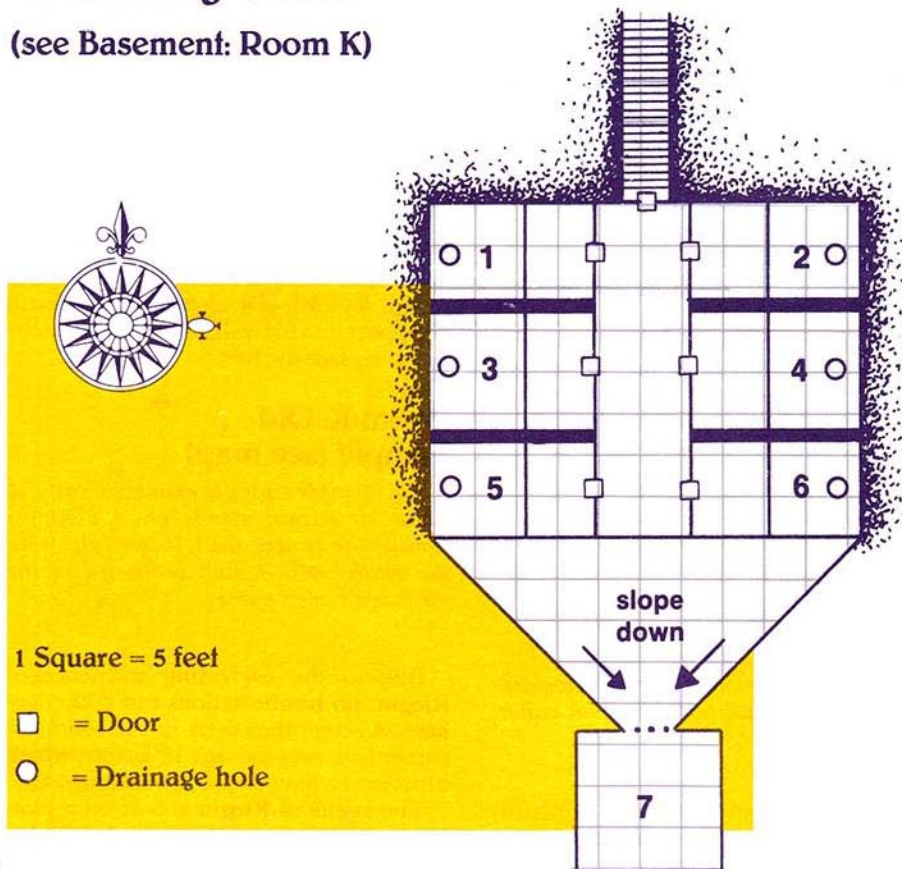 (see Basement: Room K)
1
2
3
4
5
6
slope
down
1 Square = 5 feet
= Door
= Drainage hole
7